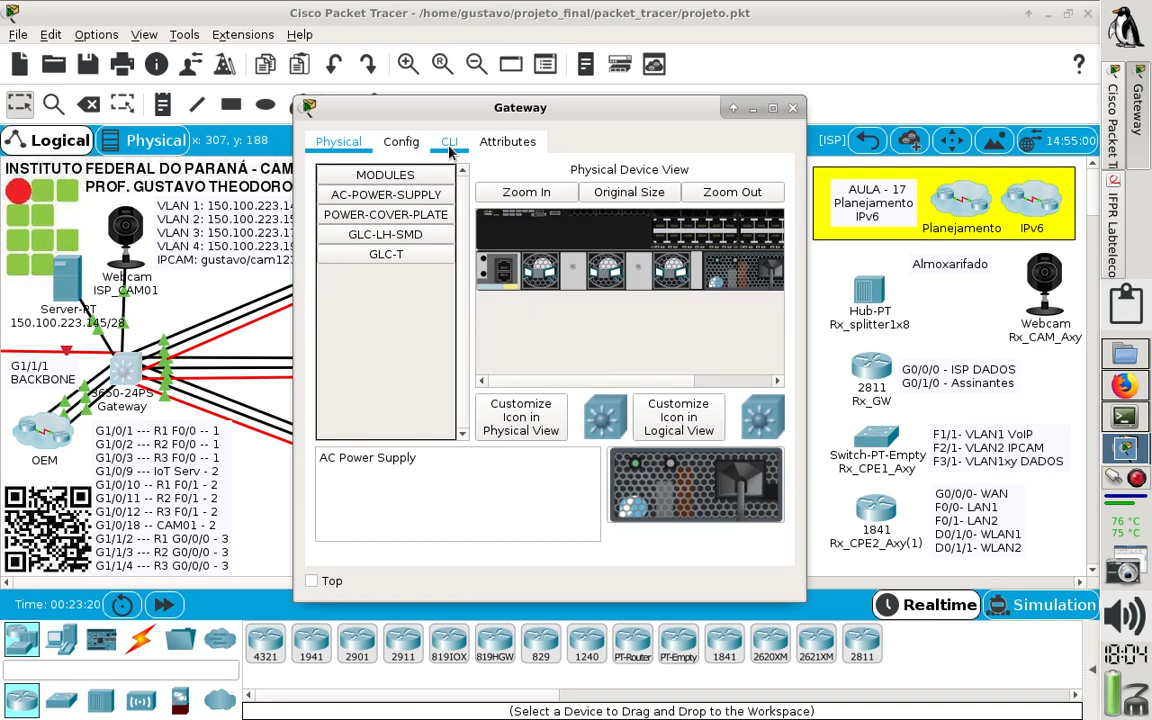 Cisco Packet Tracer - /home/gustavo/projeto_final/packet_tracer/projeto.pkt
File Edit Options View Tools Extensions Help
Logical Physical x: 307, y: 188
[ISP] 14:55:00
Gateway
Physical Config CLI Attributes
MODULES
AC-POWER-SUPPLY
POWER-COVER-PLATE
GLC-LH-SMD
GLC-T
Physical Device View
Zoom In Original Size Zoom Out
Customize
Icon in
Physical View
Customize
Icon in
Logical View
AC Power Supply
Top
INSTITUTO FEDERAL DO PARANÁ - CAM
PROF. GUSTAVO THEODORO
VLAN 1: 150.100.223.1
VLAN 2: 150.100.223.1
VLAN 3: 150.100.223.1
VLAN 4: 150.100.223.19
IPCAM: gustavo/cam12
Webcam
ISP_CAM01
Server-PT
150.100.223.145/28
G1/1/1
BACKBONE
3650-24PS
Gateway
OEM
G1/0/1 --- R1 F0/0 -- 1
G1/0/2 --- R2 F0/0 -- 1
G1/0/3 --- R3 F0/0 -- 1
G1/0/9 --- IoT Serv - 2
G1/0/10 -- R1 F0/1 - 2
G1/0/11 -- R2 F0/1 - 2
G1/0/12 -- R3 F0/1 - 2
G1/0/18 -- CAM01 - 2
G1/1/2 --- R1 G0/0/0 - 3
G1/1/3 --- R2 G0/0/0 - 3
G1/1/4 --- R3 G0/0/0 - 3
AULA - 17
Planejamento
IPv6
Planejamento
IPv6
Almoxarifado
Hub-PT
Rx_splitter1x8
Webcam
Rx_CAM_Axy
2811
Rx_GW
G0/0/0 - ISP DADOS
G0/1/0 - Assinantes
Switch-PT-Empty
Rx_CPE1_Axy
F1/1- VLAN1 VoIP
F2/1- VLAN2 IPCAM
F3/1- VLAN1xy DADOS
1841
Rx_CPE2_Axy(1)
G0/0/0- WAN
F0/0- LAN1
F0/1- LAN2
D0/1/0- WLAN1
D0/1/1- WLAN2
Time: 00:23:20
Realtime Simulation
4321 1941 2901 2911 819IOX 819HGW 829 1240 PT-Router PT-Empty 1841 2620XM 2621XM 2811
(Select a Device to Drag and Drop to the Workspace)
Cisco Packet T
Gateway
IFPR Labteleco
76 °C
75 °C
18:04